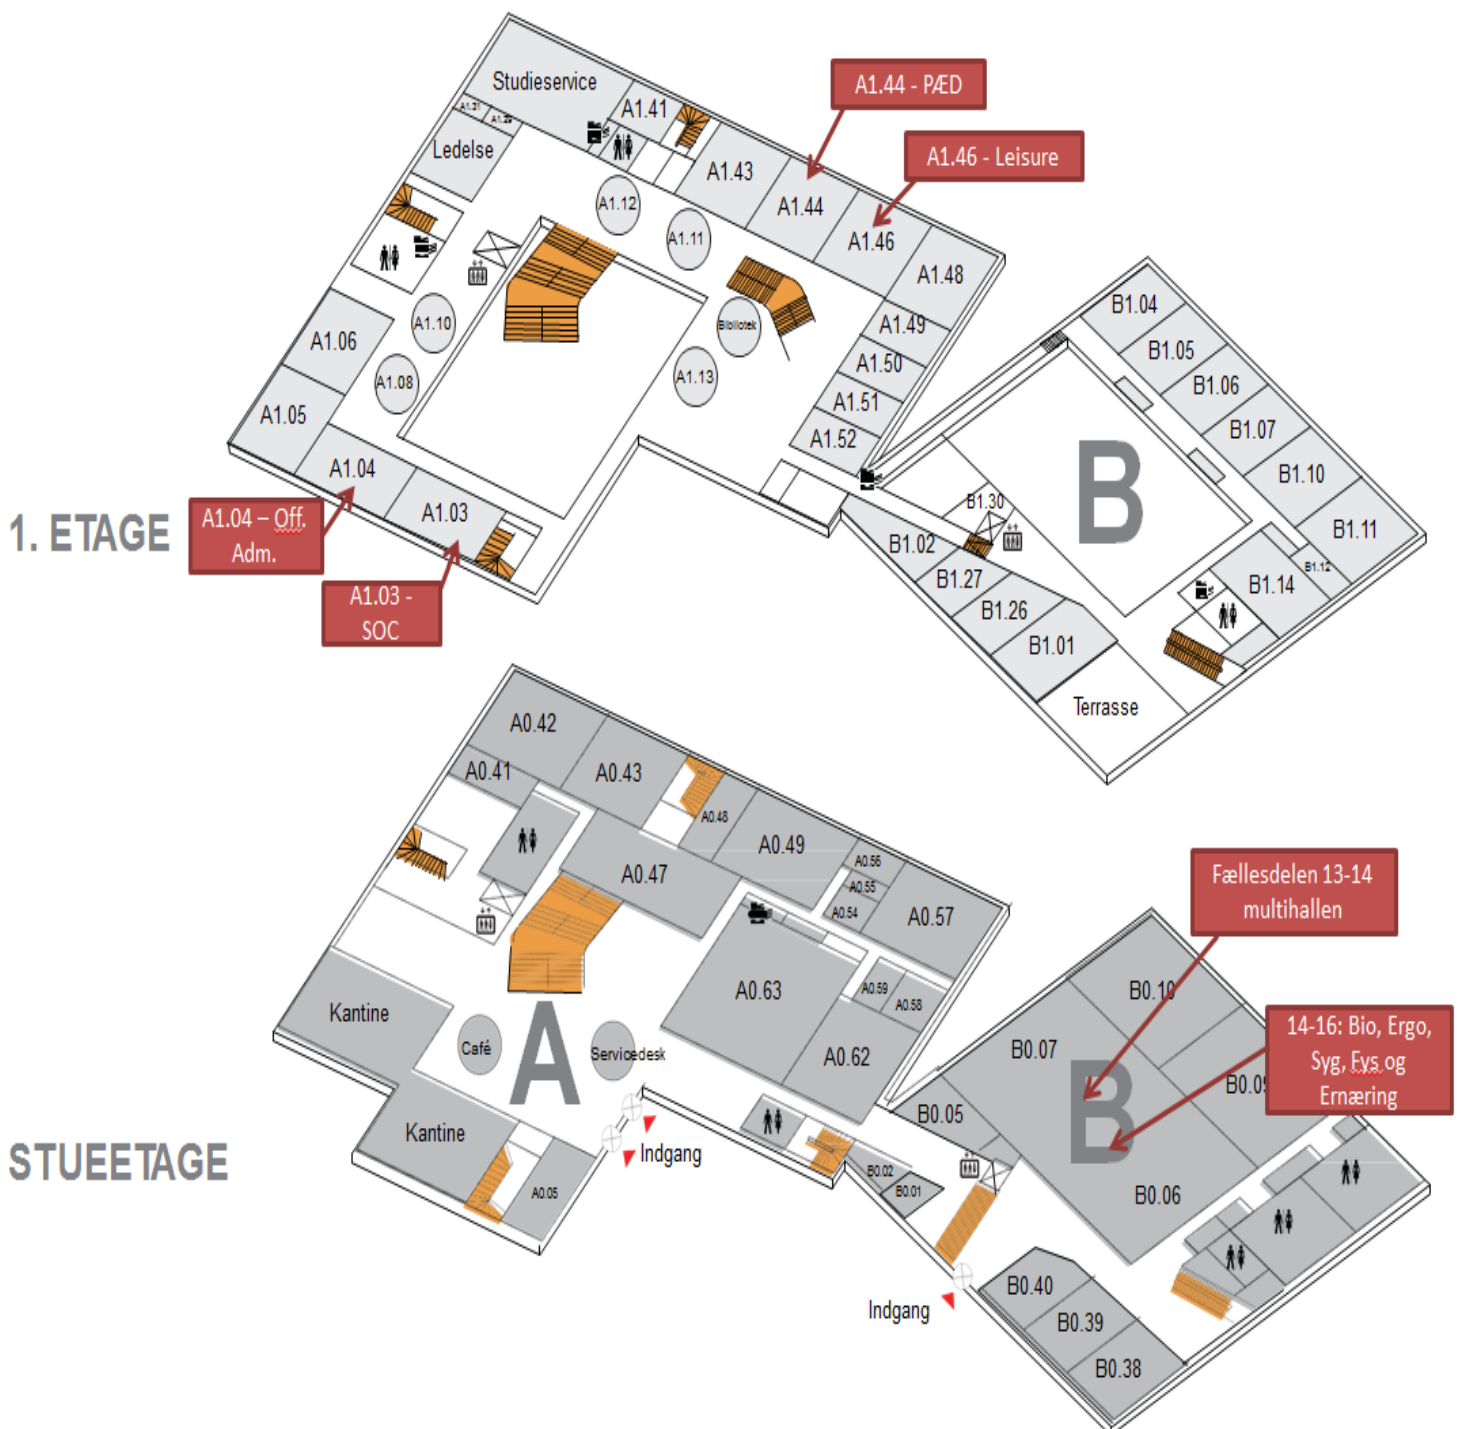 A1.44 - PÆD
Studieservice
A1.41
A1.21
A1.43
Ledelse
A1.46 - Leisure
A1.12
A1.44
A1.11
A1.46
A1.48
A1.10
Bibliotek
A1.49
B1.04
A1.06
A1.50
B1.05
A1.08
A1.13
B1.06
A1.51
A1.05
A1.52
B1.07
A1.04
B
B1.10
B1.30
A1.03
B1.11
1. ETAGE
A1.04 – Off.
Adm.
B1.02
B1.27
B1.12
B1.14
B1.26
A1.03 -
SOC
B1.01
Terrasse
A0.42
A0.41
A0.43
A0.48
A0.49
A0.56
A0.47
A0.55
A0.54
A0.57
Fællesdelen 13-14
multihallen
A0.63
A0.59
A0.58
B0.10
Kantine
A
Café
Servicedesk
A0.62
B0.07
14-16: Bio, Ergo,
Syg, Fys og
Ernæring
B
B0.05
Kantine
Indgang
STUEETAGE
A0.05
B0.02
B0.01
B0.06
Indgang
B0.40
B0.39
B0.38